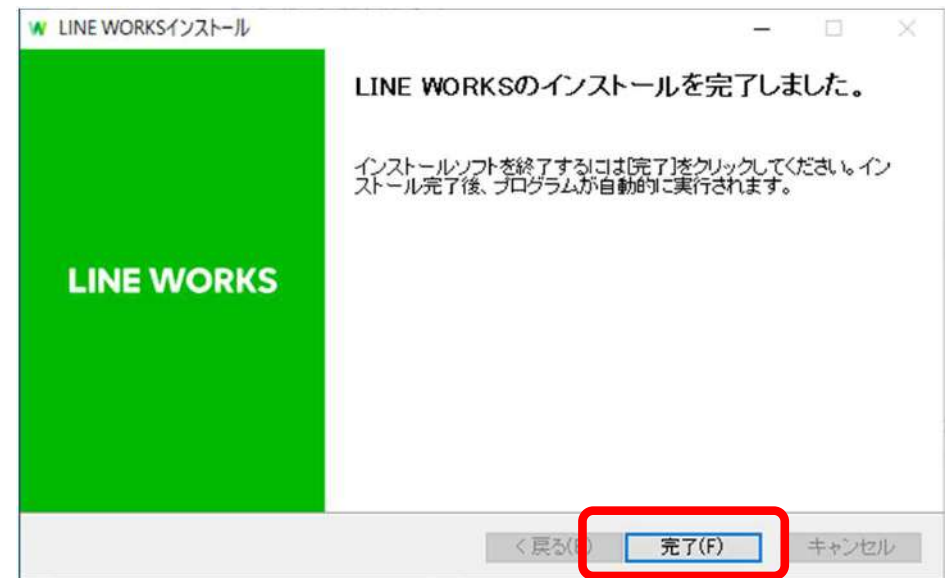 LINE WORKSインストール
LINE WORKSのインストールを完了しました。
インストールソフトを終了するには[完了]をクリックしてください。イン
ストール完了後、プログラムが自動的に実行されます。
LINE WORKS
< 戻る(
完了(F)
キャンセル